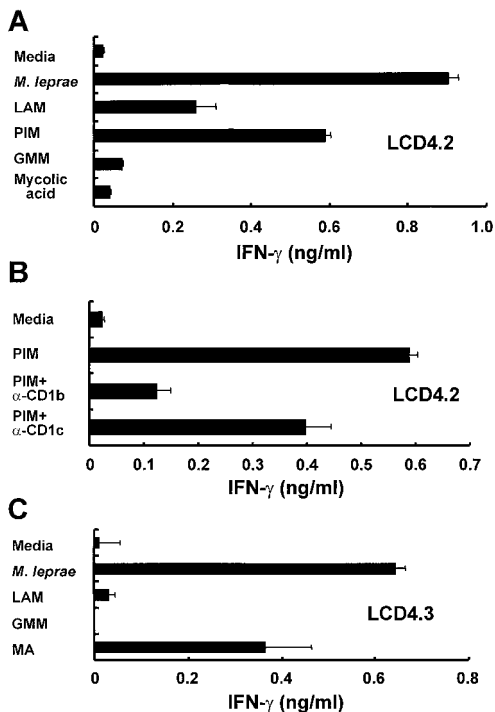 A
Media
M. leprae
LAM
PIM
GMM
Mycolic
acid
LCD4.2
0 0.2 0.4 0.6 0.8 1.0
IFN-γ (ng/ml)
B
Media
PIM
PIM+
α-CD1b
PIM+
α-CD1c
LCD4.2
0 0.1 0.2 0.3 0.4 0.5 0.6 0.7
IFN-γ (ng/ml)
C
Media
M. leprae
LAM
GMM
MA
LCD4.3
0 0.2 0.4 0.6 0.8
IFN-γ (ng/ml)